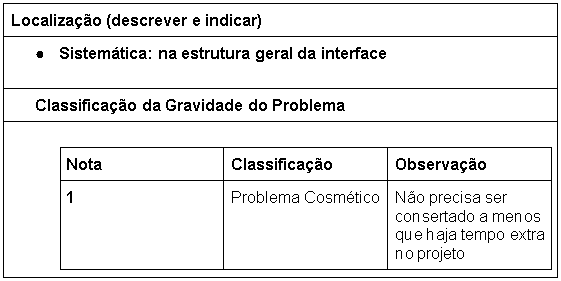 Localização (descrever e indicar)
● Sistemática: na estrutura geral da interface
Classificação da Gravidade do Problema
Nota Classificação Observação
1 Problema Cosmético Não precisa ser
consertado a menos
que haja tempo extra
no projeto